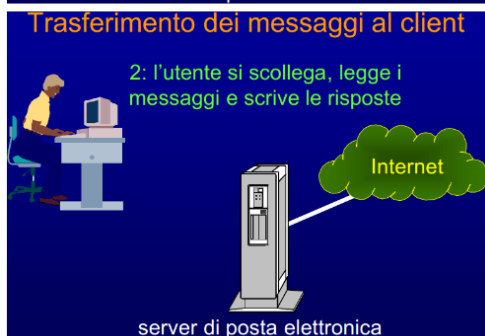 Trasferimento dei messaggi al client
2: l'utente si scollega, legge i
messaggi e scrive le risposte
Internet
server di posta elettronica